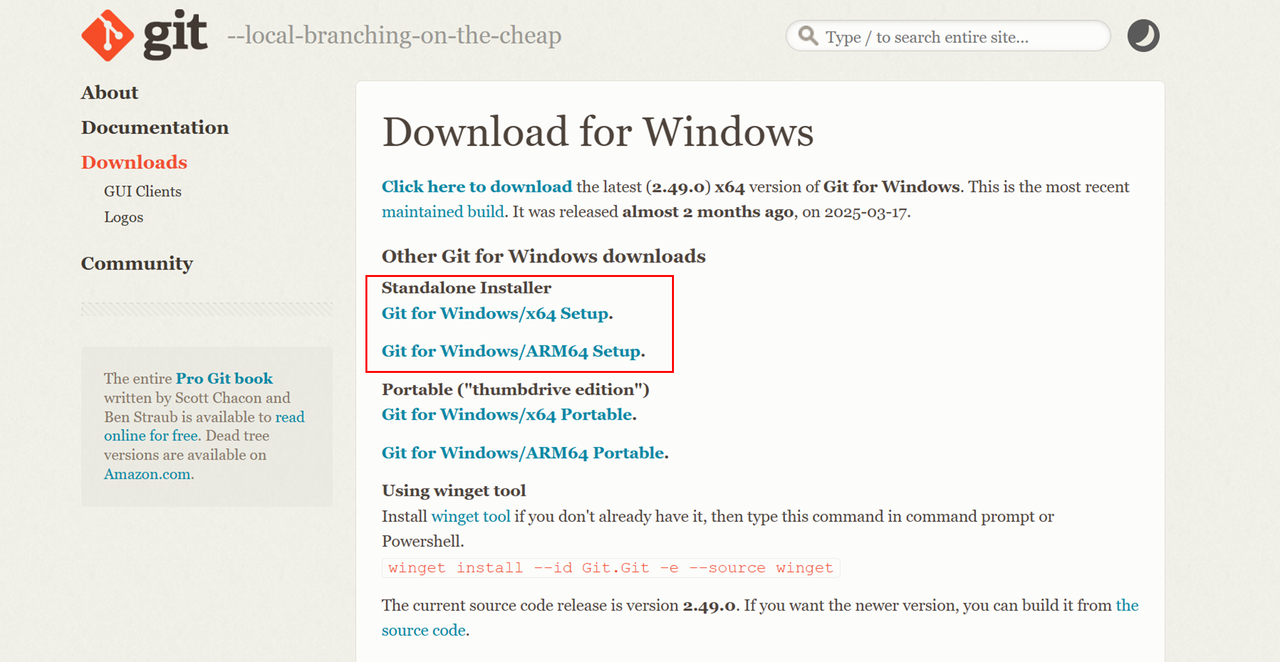 git --local-branching-on-the-cheap
Type / to search entire site...
About
Documentation
Downloads
GUI Clients
Logos
Community
The entire Pro Git book
written by Scott Chacon and
Ben Straub is available to read
online for free. Dead tree
versions are available on
Amazon.com.
Download for Windows
Click here to download the latest (2.49.0) x64 version of Git for Windows. This is the most recent
maintained build. It was released almost 2 months ago, on 2025-03-17.
Other Git for Windows downloads
Standalone Installer
Git for Windows/x64 Setup.
Git for Windows/ARM64 Setup.
Portable ("thumbdrive edition")
Git for Windows/x64 Portable.
Git for Windows/ARM64 Portable.
Using winget tool
Install winget tool if you don't already have it, then type this command in command prompt or
Powershell.
winget install --id Git.Git -e --source winget
The current source code release is version 2.49.0. If you want the newer version, you can build it from the
source code.